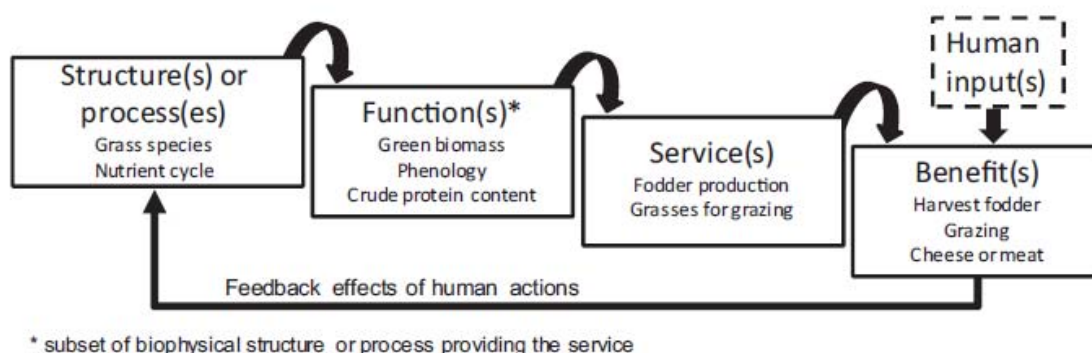 Structure(s) or
process(es)
Grass species
Nutrient cycle
Function(s)*
Green biomass
Phenology
Crude protein content
Service(s)
Fodder production
Grasses for grazing
Human
input(s)
Benefit(s)
Harvest fodder
Grazing
Cheese or meat
Feedback effects of human actions
* subset of biophysical structure or process providing the service